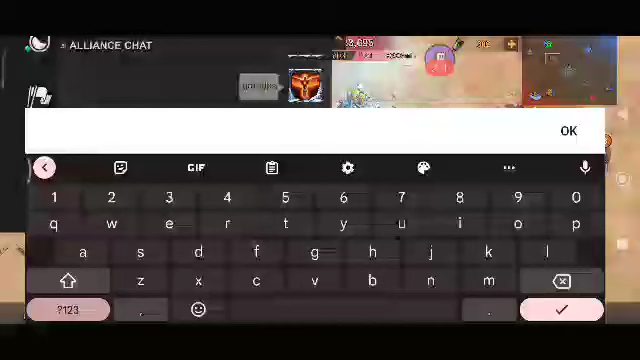 ALLIANCE CHAT
OK
GIF
1 2 3 4 5 6 7 8 9 0
q w e r t y u i o p
a s d f g h j k l
z x c v b n m
?123 , .